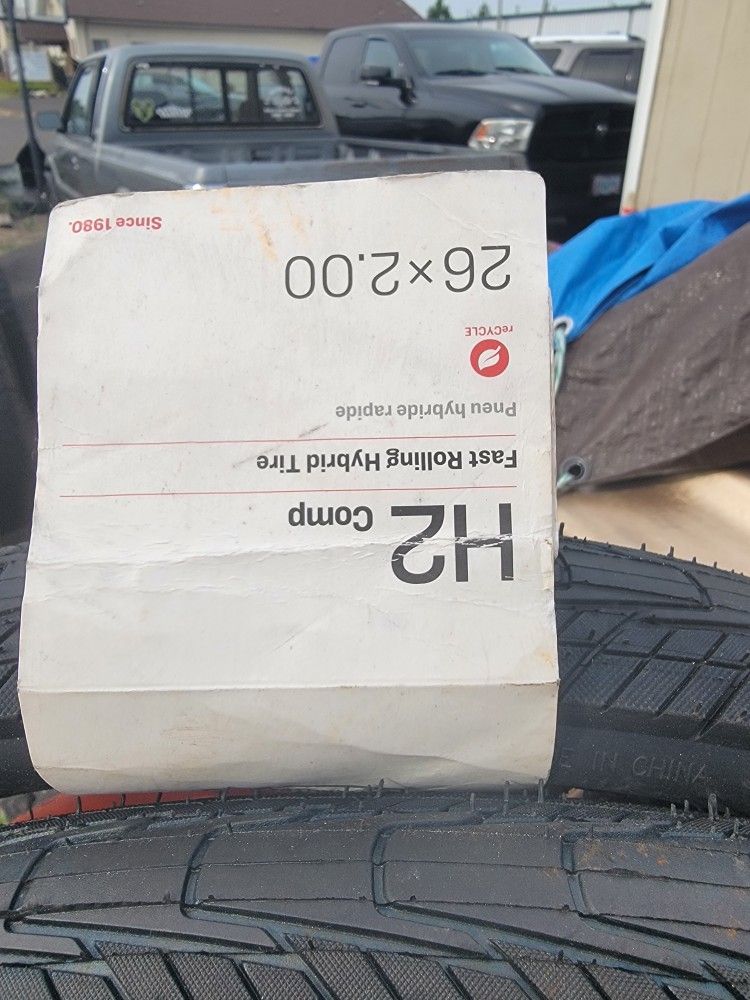 H2 Comp
Fast Rolling Hybrid Tire
Pneu hybride rapide
reCYCLE
26×2.00
Since 1980.
E IN CHINA